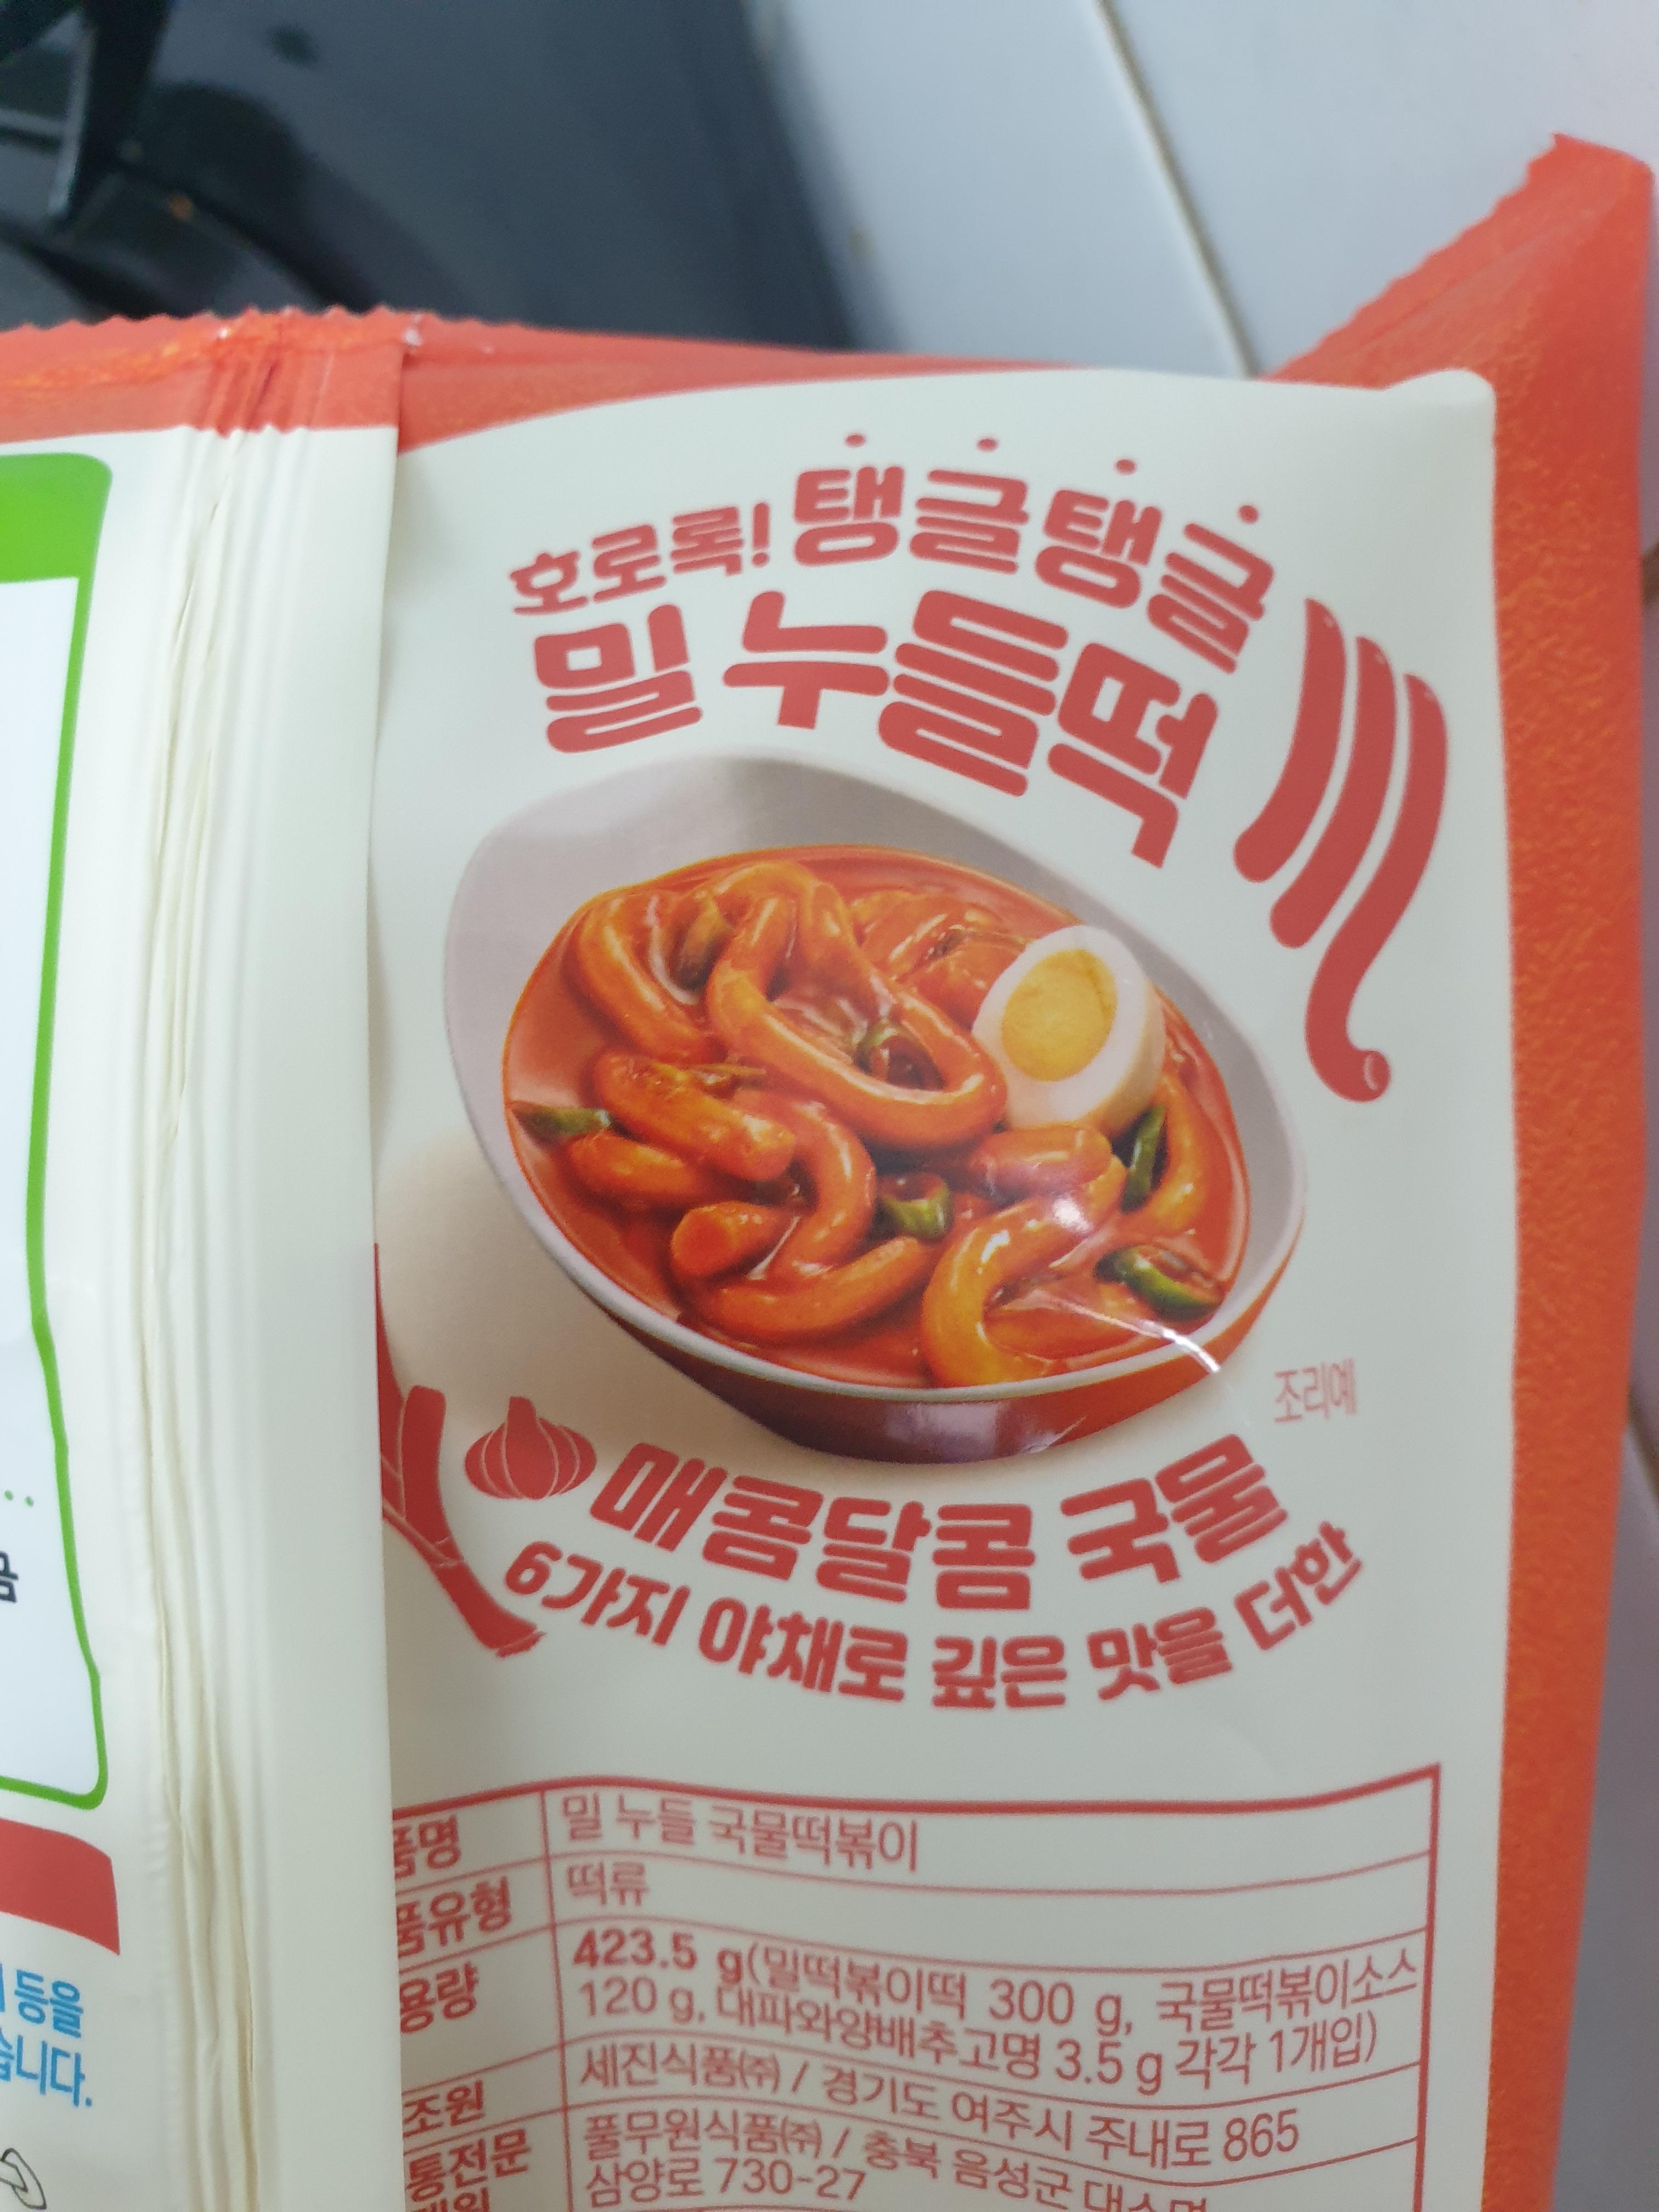 호로록! 탱글탱글
밀 누들떡
조리예
매콤달콤 국물
6가지 야채로 깊은 맛을 더한
품명
밀 누들 국물떡볶이
품유형
떡류
용량
423.5 g(밀떡볶이떡 300 g, 국물떡볶이소스
120 g, 대파와양배추고명 3.5 g 각각 1개입)
조원
세진식품㈜ / 경기도 여주시 주내로 865
통전문
풀무원식품㈜ / 충북 음성군
삼양로 730-27
등을
습니다.